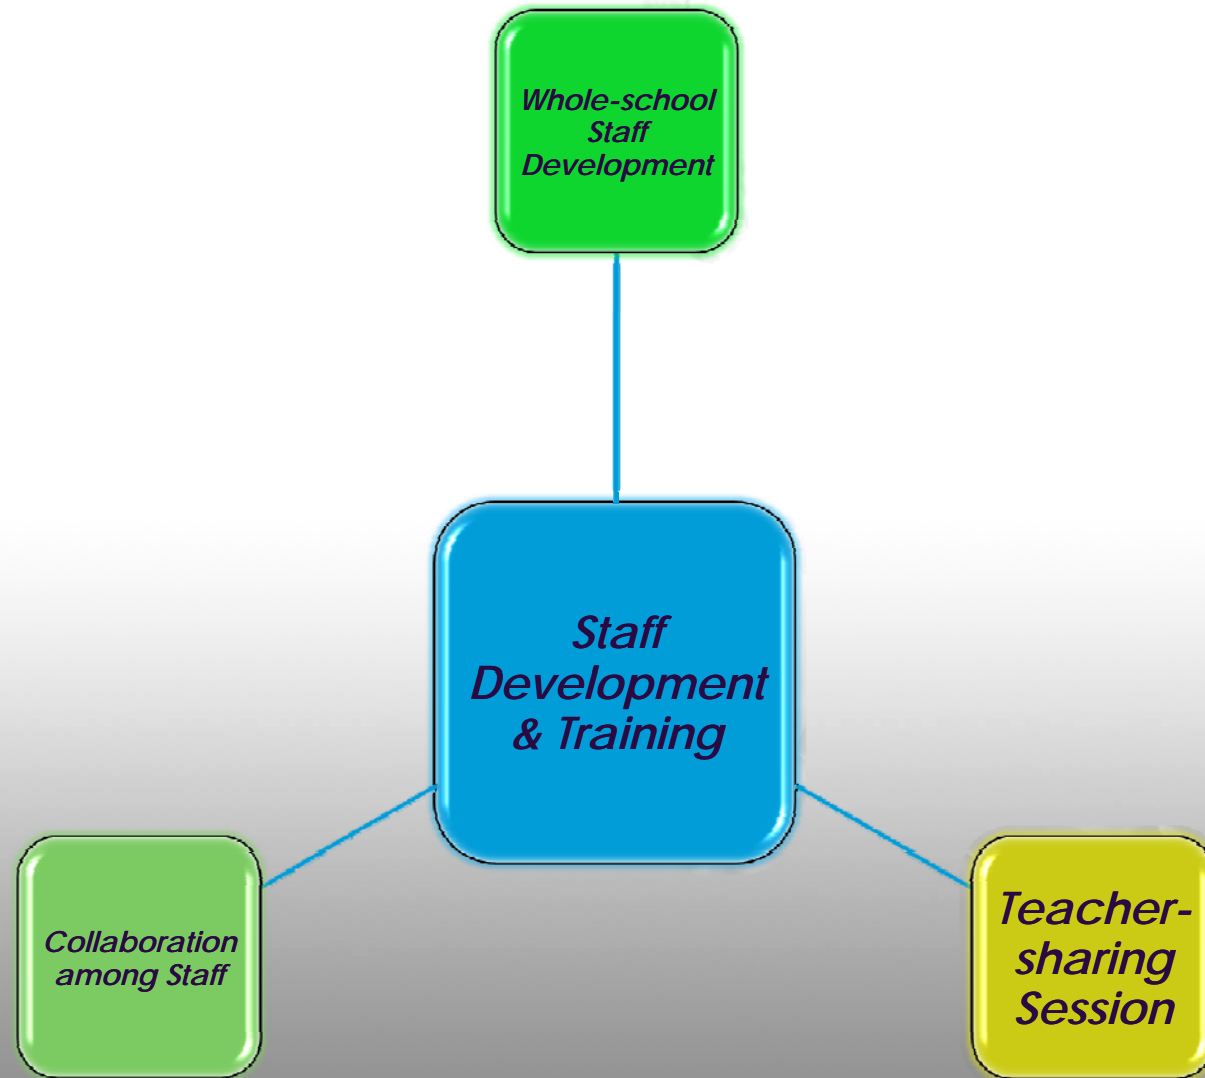 Whole-school
Staff
Development
Staff
Development
& Training
Collaboration
among Staff
Teacher-
sharing
Session